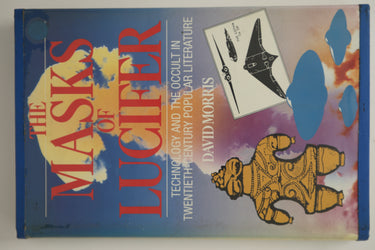 THE
MASKS
OF
LUCIFER
TECHNOLOGY AND THE OCCULT IN
TWENTIETH CENTURY POPULAR LITERATURE
DAVID MORRIS